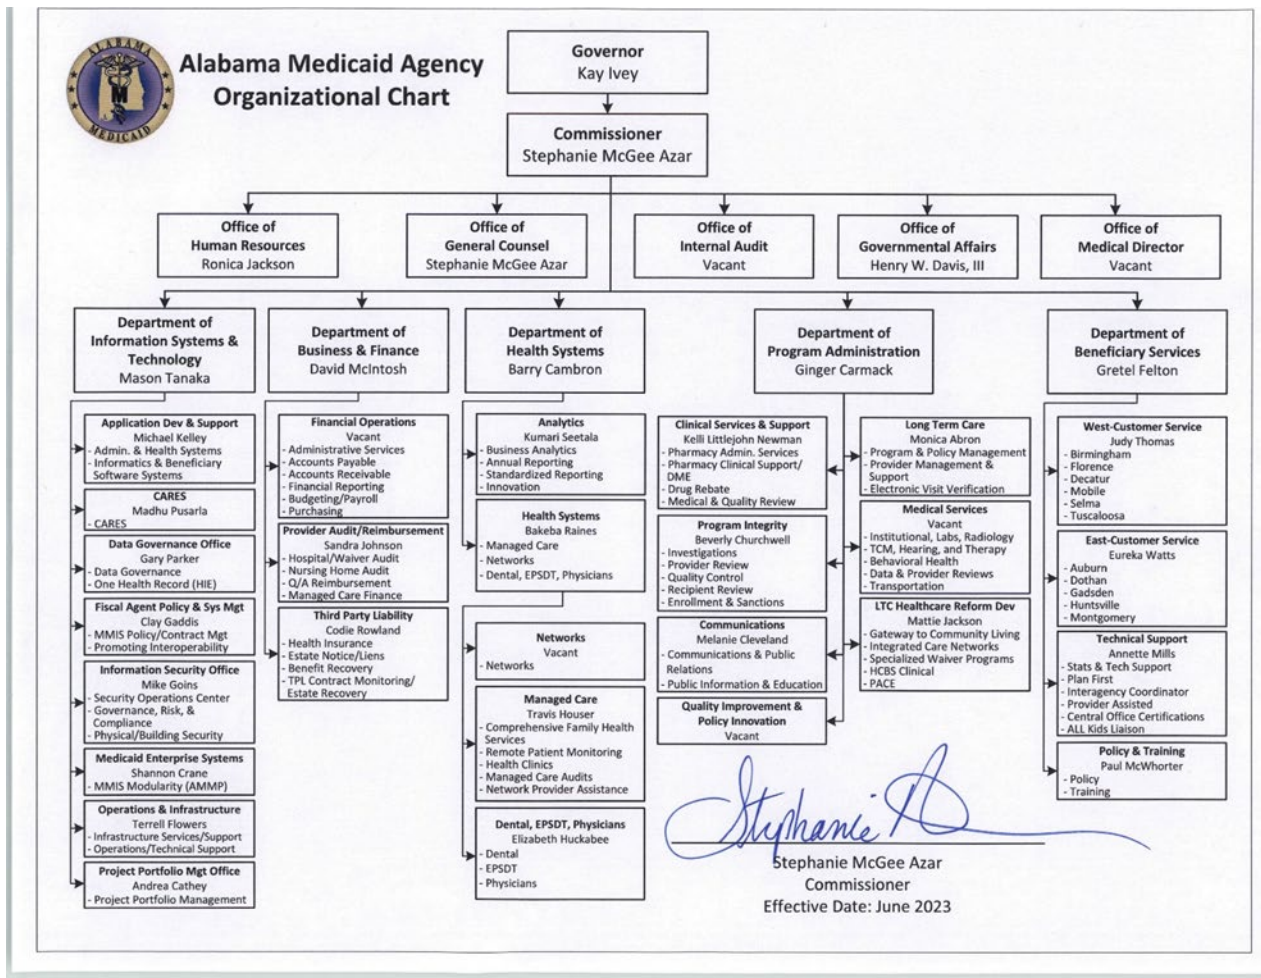 ALABAMA
MEDICAID
M
Alabama Medicaid Agency
Organizational Chart
Governor
Kay Ivey
Commissioner
Stephanie McGee Azar
Office of
Human Resources
Ronica Jackson
Office of
General Counsel
Stephanie McGee Azar
Office of
Internal Audit
Vacant
Office of
Governmental Affairs
Henry W. Davis, III
Office of
Medical Director
Vacant
Department of
Information Systems &
Technology
Mason Tanaka
Department of
Business & Finance
David McIntosh
Department of
Health Systems
Barry Cambron
Department of
Program Administration
Ginger Carmack
Department of
Beneficiary Services
Gretel Felton
Application Dev & Support
Michael Kelley
- Admin. & Health Systems
- Informatics & Beneficiary
Software Systems
CARES
Madhu Pusarla
- CARES
Data Governance Office
Gary Parker
- Data Governance
- One Health Record (HIE)
Fiscal Agent Policy & Sys Mgt
Clay Gaddis
- MMIS Policy/Contract Mgt
- Promoting Interoperability
Information Security Office
Mike Goins
- Security Operations Center
- Governance, Risk, &
Compliance
- Physical/Building Security
Medicaid Enterprise Systems
Shannon Crane
- MMIS Modularity (AMMP)
Operations & Infrastructure
Terrell Flowers
- Infrastructure Services/Support
- Operations/Technical Support
Project Portfolio Mgt Office
Andrea Cathey
- Project Portfolio Management
Financial Operations
Vacant
- Administrative Services
- Accounts Payable
- Accounts Receivable
- Financial Reporting
- Budgeting/Payroll
- Purchasing
Provider Audit/Reimbursement
Sandra Johnson
- Hospital/Waiver Audit
- Nursing Home Audit
- Q/A Reimbursement
- Managed Care Finance
Third Party Liability
Codie Rowland
- Health Insurance
- Estate Notice/Liens
- Benefit Recovery
- TPL Contract Monitoring/
Estate Recovery
Analytics
Kumari Seetala
- Business Analytics
- Annual Reporting
- Standardized Reporting
- Innovation
Health Systems
Bakeba Raines
- Managed Care
- Networks
- Dental, EPSDT, Physicians
Networks
Vacant
- Networks
Managed Care
Travis Houser
- Comprehensive Family Health
Services
- Remote Patient Monitoring
- Health Clinics
- Managed Care Audits
- Network Provider Assistance
Dental, EPSDT, Physicians
Elizabeth Huckabee
- Dental
- EPSDT
- Physicians
Clinical Services & Support
Kelli Littlejohn Newman
- Pharmacy Admin. Services
- Pharmacy Clinical Support/
DME
- Drug Rebate
- Medical & Quality Review
Program Integrity
Beverly Churchwell
- Investigations
- Provider Review
- Quality Control
- Recipient Review
- Enrollment & Sanctions
Communications
Melanie Cleveland
- Communications & Public
Relations
- Public Information & Education
Quality Improvement &
Policy Innovation
Vacant
Long Term Care
Monica Abron
- Program & Policy Management
- Provider Management &
Support
- Electronic Visit Verification
Medical Services
Vacant
- Institutional, Labs, Radiology
- TCM, Hearing, and Therapy
- Behavioral Health
- Data & Provider Reviews
- Transportation
LTC Healthcare Reform Dev
Mattie Jackson
- Gateway to Community Living
- Integrated Care Networks
- Specialized Waiver Programs
- HCBS Clinical
- PACE
West-Customer Service
Judy Thomas
- Birmingham
- Florence
- Decatur
- Mobile
- Selma
- Tuscaloosa
East-Customer Service
Eureka Watts
- Auburn
- Dothan
- Gadsden
- Huntsville
- Montgomery
Technical Support
Annette Mills
- Stats & Tech Support
- Plan First
- Interagency Coordinator
- Provider Assisted
- Central Office Certifications
- ALL Kids Liaison
Policy & Training
Paul McWhorter
- Policy
- Training
Stephanie
Stephanie McGee Azar
Commissioner
Effective Date: June 2023